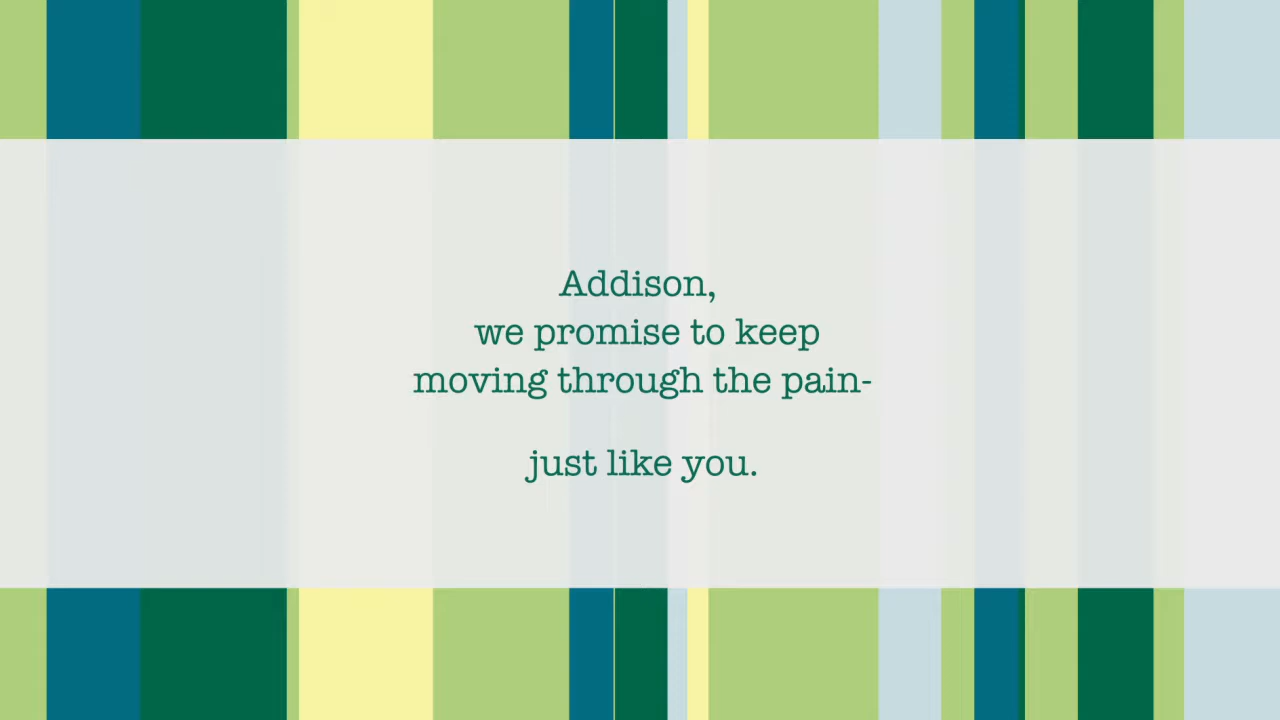 Addison,
we promise to keep
moving through the pain-
just like you.